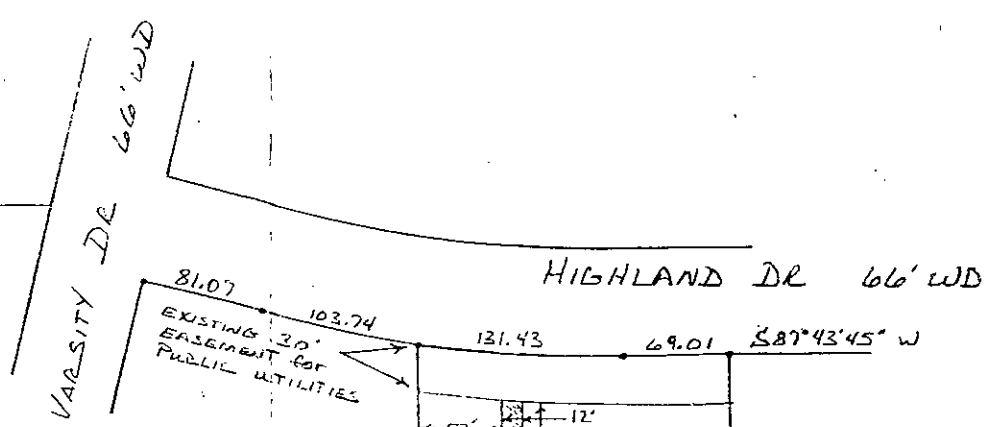 VARSITY DR 66' WD
HIGHLAND DR 66' WD
81.07
103.74
131.43
69.01
S87°43'45" W
EXISTING 30'
EASEMENT for
PUBLIC UTILITIES
12'